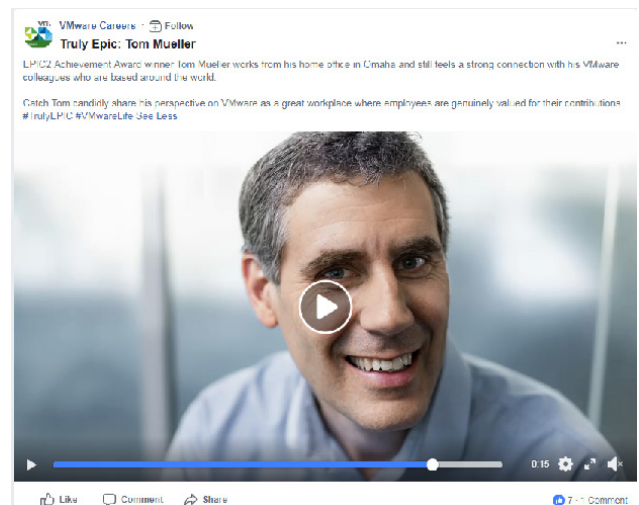 vm
VMware Careers · Follow
Truly Epic: Tom Mueller
EPIC2 Achievement Award winner Tom Mueller works from his home office in Omaha and still feels a strong connection with his VMware
colleagues who are based around the world.
Catch Tom candidly share his perspective on VMware as a great workplace where employees are genuinely valued for their contributions
#TrulyEPIC #VMwareLife See Less
0:15
Like Comment Share 7 · 1 Comment